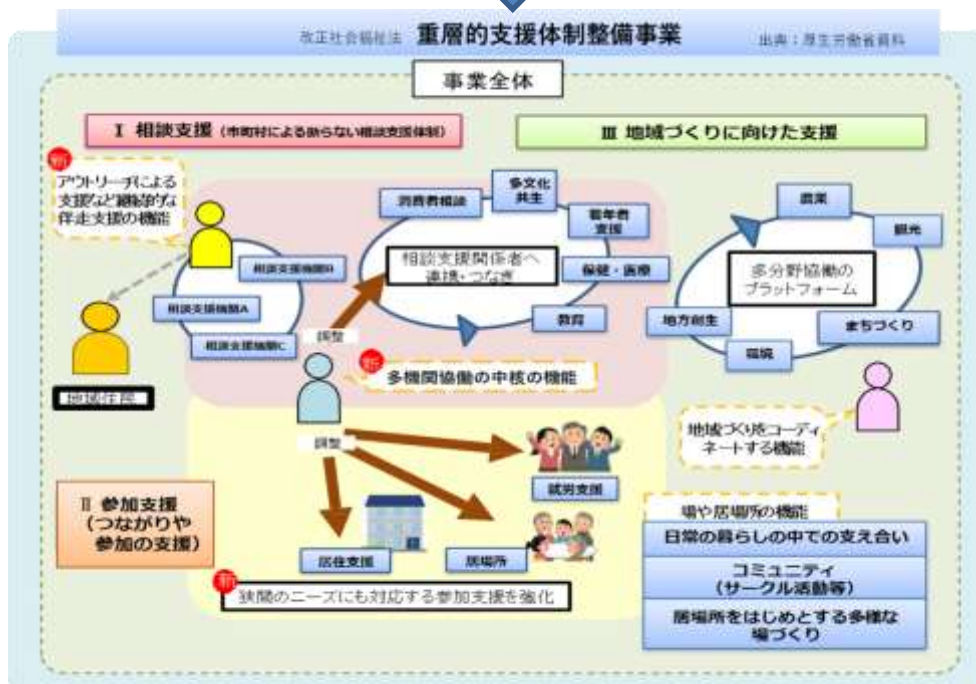 改正社会福祉法 重層的支援体制整備事業 出典：厚生労働省資料
事業全体
Ⅰ 相談支援（市町村による断らない相談支援体制）
Ⅲ 地域づくりに向けた支援
新
アウトリーチによる
支援など継続的な
伴走支援の機能
相談支援機関B
相談支援機関A
相談支援機関C
地域住民
消費者相談
多文化
共生
若年者
支援
保健・医療
教育
相談支援関係者へ
連携・つなぎ
調整
新
多機関協働の中核の機能
農業
観光
まちづくり
環境
地方創生
多分野協働の
プラットフォーム
地域づくりをコーディ
ネートする機能
調整
Ⅱ 参加支援
（つながりや
参加の支援）
就労支援
居住支援
居場所
新
狭間のニーズにも対応する参加支援を強化
場や居場所の機能
日常の暮らしの中での支え合い
コミュニティ
（サークル活動等）
居場所をはじめとする多様な
場づくり